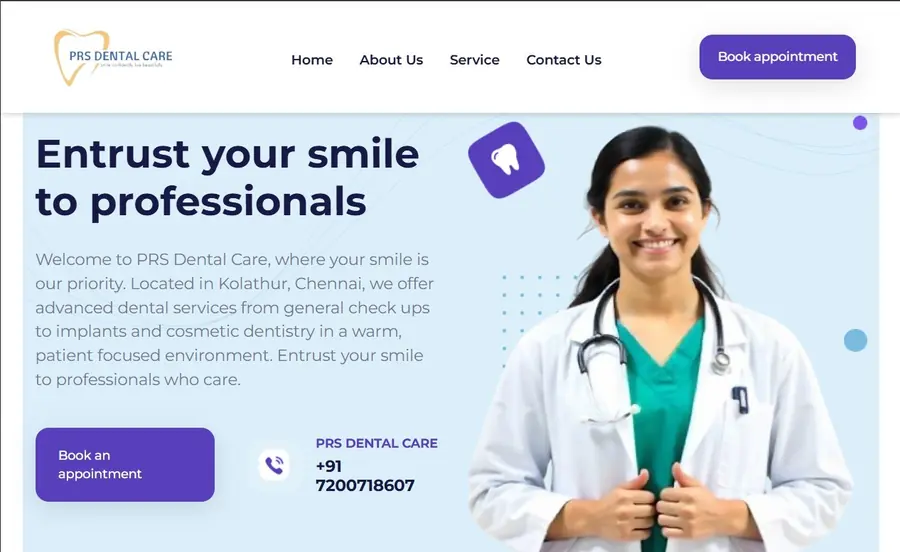 PRS DENTAL CARE
Home
About Us
Service
Contact Us
Book appointment
Entrust your smile
to professionals
Welcome to PRS Dental Care, where your smile is
our priority. Located in Kolathur, Chennai, we offer
advanced dental services from general check ups
to implants and cosmetic dentistry in a warm,
patient focused environment. Entrust your smile
to professionals who care.
Book an
appointment
PRS DENTAL CARE
+91
7200718607